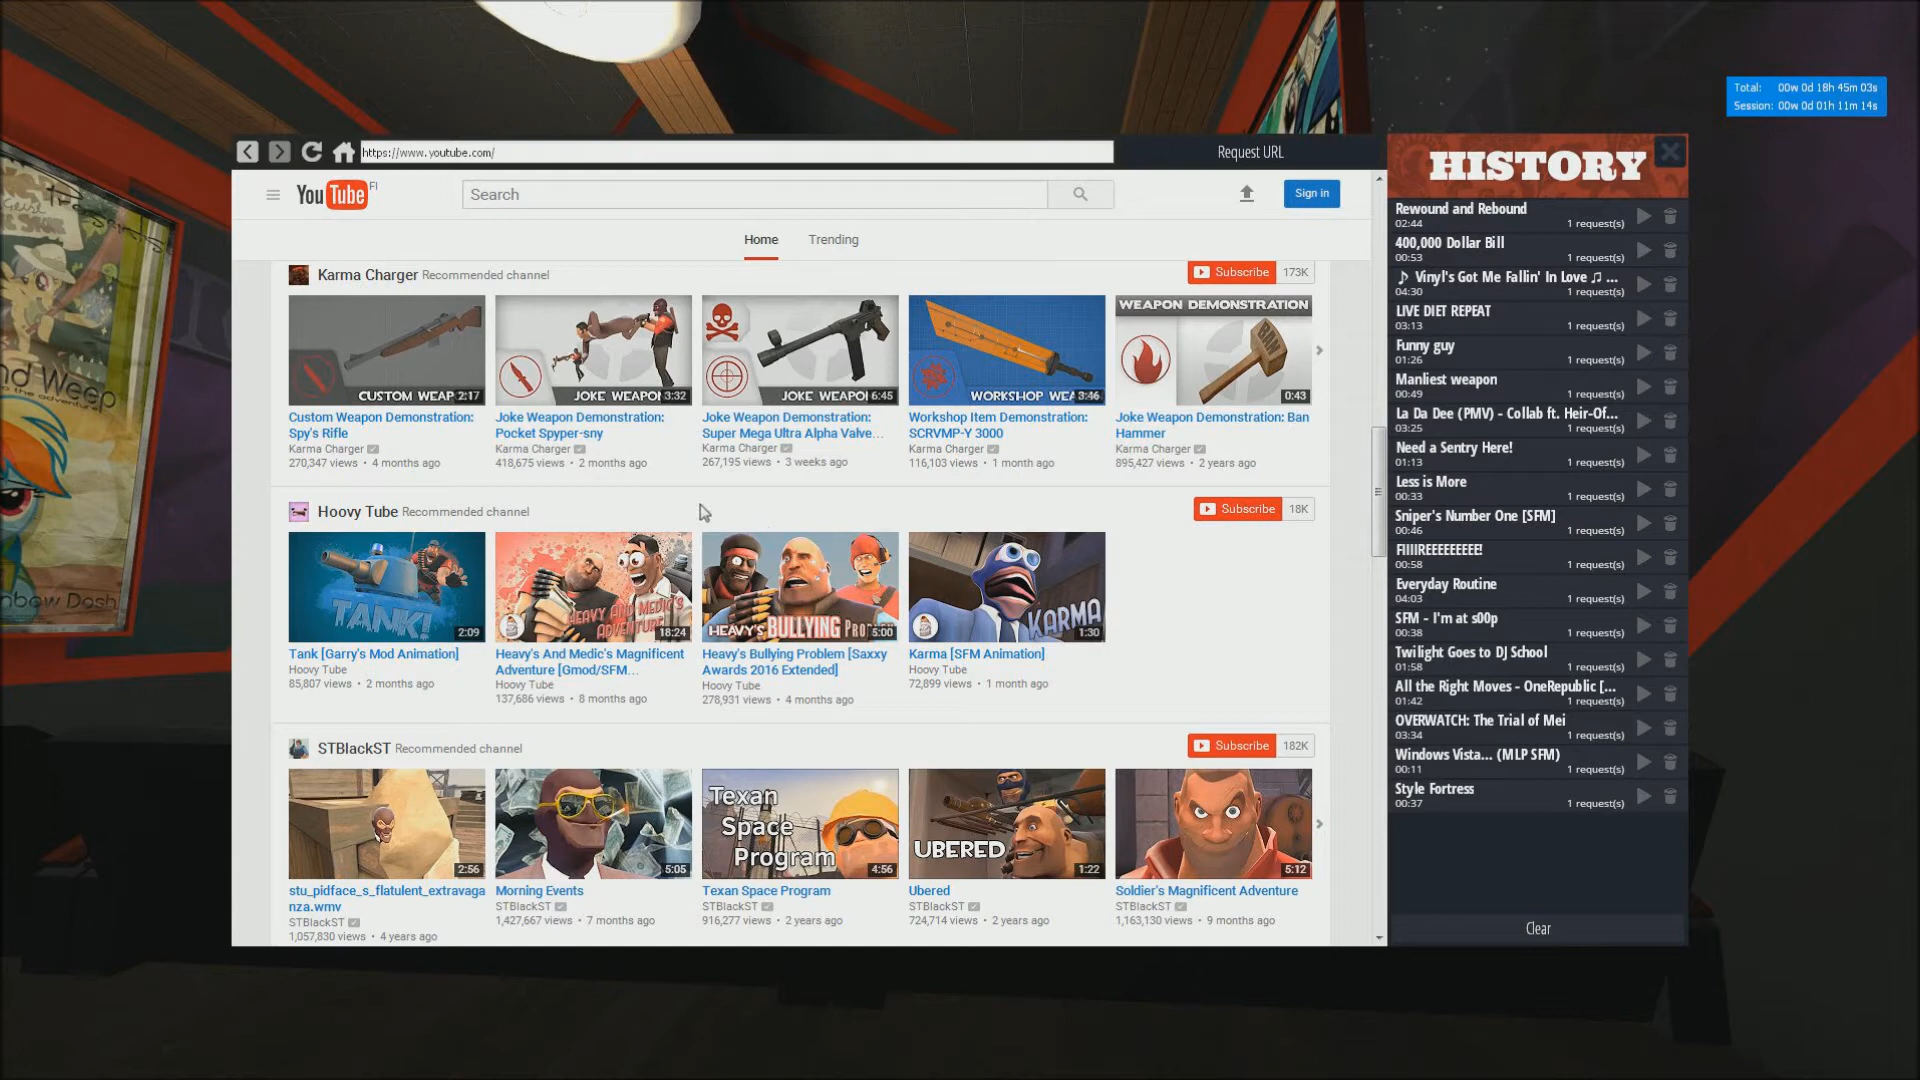 Total: 00w 0d 18h 45m 03s
Session: 00w 0d 01h 11m 14s
https://www.youtube.com/
Request URL
HISTORY
YouTube FI
Search
Sign in
Home
Trending
Karma Charger Recommended channel
Subscribe 173K
CUSTOM WEAP 2:17
JOKE WEAPON 3:32
JOKE WEAPON 6:45
WORKSHOP WEA 3:46
WEAPON DEMONSTRATION
BAN
0:43
Custom Weapon Demonstration:
Spy's Rifle
Karma Charger
270,347 views • 4 months ago
Joke Weapon Demonstration:
Pocket Spyper-sny
Karma Charger
418,675 views • 2 months ago
Joke Weapon Demonstration:
Super Mega Ultra Alpha Valve...
Karma Charger
267,195 views • 3 weeks ago
Workshop Item Demonstration:
SCRVMP-Y 3000
Karma Charger
116,103 views • 1 month ago
Joke Weapon Demonstration: Ban
Hammer
Karma Charger
895,427 views • 2 years ago
Hoovy Tube Recommended channel
Subscribe 18K
TANK!
2:09
HEAVY AND MEDIC'S
ADVENTURE
18:24
HEAVY'S BULLYING PROBLEM
5:00
KARMA
1:30
Tank [Garry's Mod Animation]
Hoovy Tube
85,807 views • 2 months ago
Heavy's And Medic's Magnificent
Adventure [Gmod/SFM...
Hoovy Tube
137,686 views • 8 months ago
Heavy's Bullying Problem [Saxxy
Awards 2016 Extended]
Hoovy Tube
278,931 views • 4 months ago
Karma [SFM Animation]
Hoovy Tube
72,899 views • 1 month ago
STBlackST Recommended channel
Subscribe 182K
2:56
5:05
Texan
Space
Program
4:56
UBERED
1:22
5:12
stu_pidface_s_flatulent_extravaga
nza.wmv
STBlackST
1,057,830 views • 4 years ago
Morning Events
STBlackST
1,427,667 views • 7 months ago
Texan Space Program
STBlackST
916,277 views • 2 years ago
Ubered
STBlackST
724,714 views • 2 years ago
Soldier's Magnificent Adventure
STBlackST
1,163,130 views • 9 months ago
Rewound and Rebound
02:44 1 request(s)
400,000 Dollar Bill
00:53 1 request(s)
♪ Vinyl's Got Me Fallin' In Love ♫ ...
04:30 1 request(s)
LIVE DIET REPEAT
03:13 1 request(s)
Funny guy
01:26 1 request(s)
Manliest weapon
00:49 1 request(s)
La Da Dee (PMV) - Collab ft. Heir-Of...
03:25 1 request(s)
Need a Sentry Here!
01:13 1 request(s)
Less is More
00:33 1 request(s)
Sniper's Number One [SFM]
00:46 1 request(s)
FIIIIREEEEEEEEE!
00:58 1 request(s)
Everyday Routine
04:03 1 request(s)
SFM - I'm at s00p
00:38 1 request(s)
Twilight Goes to DJ School
01:58 1 request(s)
All the Right Moves - OneRepublic [...
01:42 1 request(s)
OVERWATCH: The Trial of Mei
03:34 1 request(s)
Windows Vista... (MLP SFM)
00:11 1 request(s)
Style Fortress
00:37 1 request(s)
Clear
nd Weep
nbow Dash